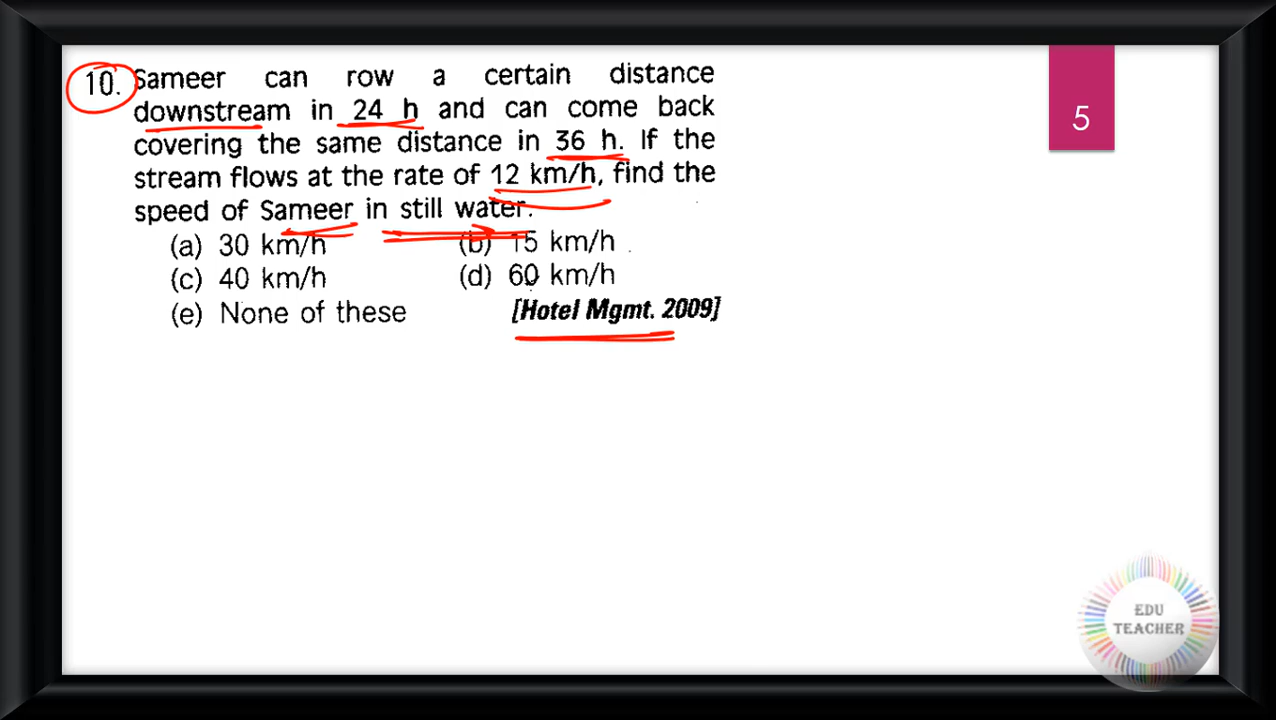 5
10. Sameer can row a certain distance
downstream in 24 h and can come back
covering the same distance in 36 h. If the
stream flows at the rate of 12 km/h, find the
speed of Sameer in still water.
(a) 30 km/h (b) 15 km/h
(c) 40 km/h (d) 60 km/h
(e) None of these [Hotel Mgmt. 2009]
EDU
TEACHER